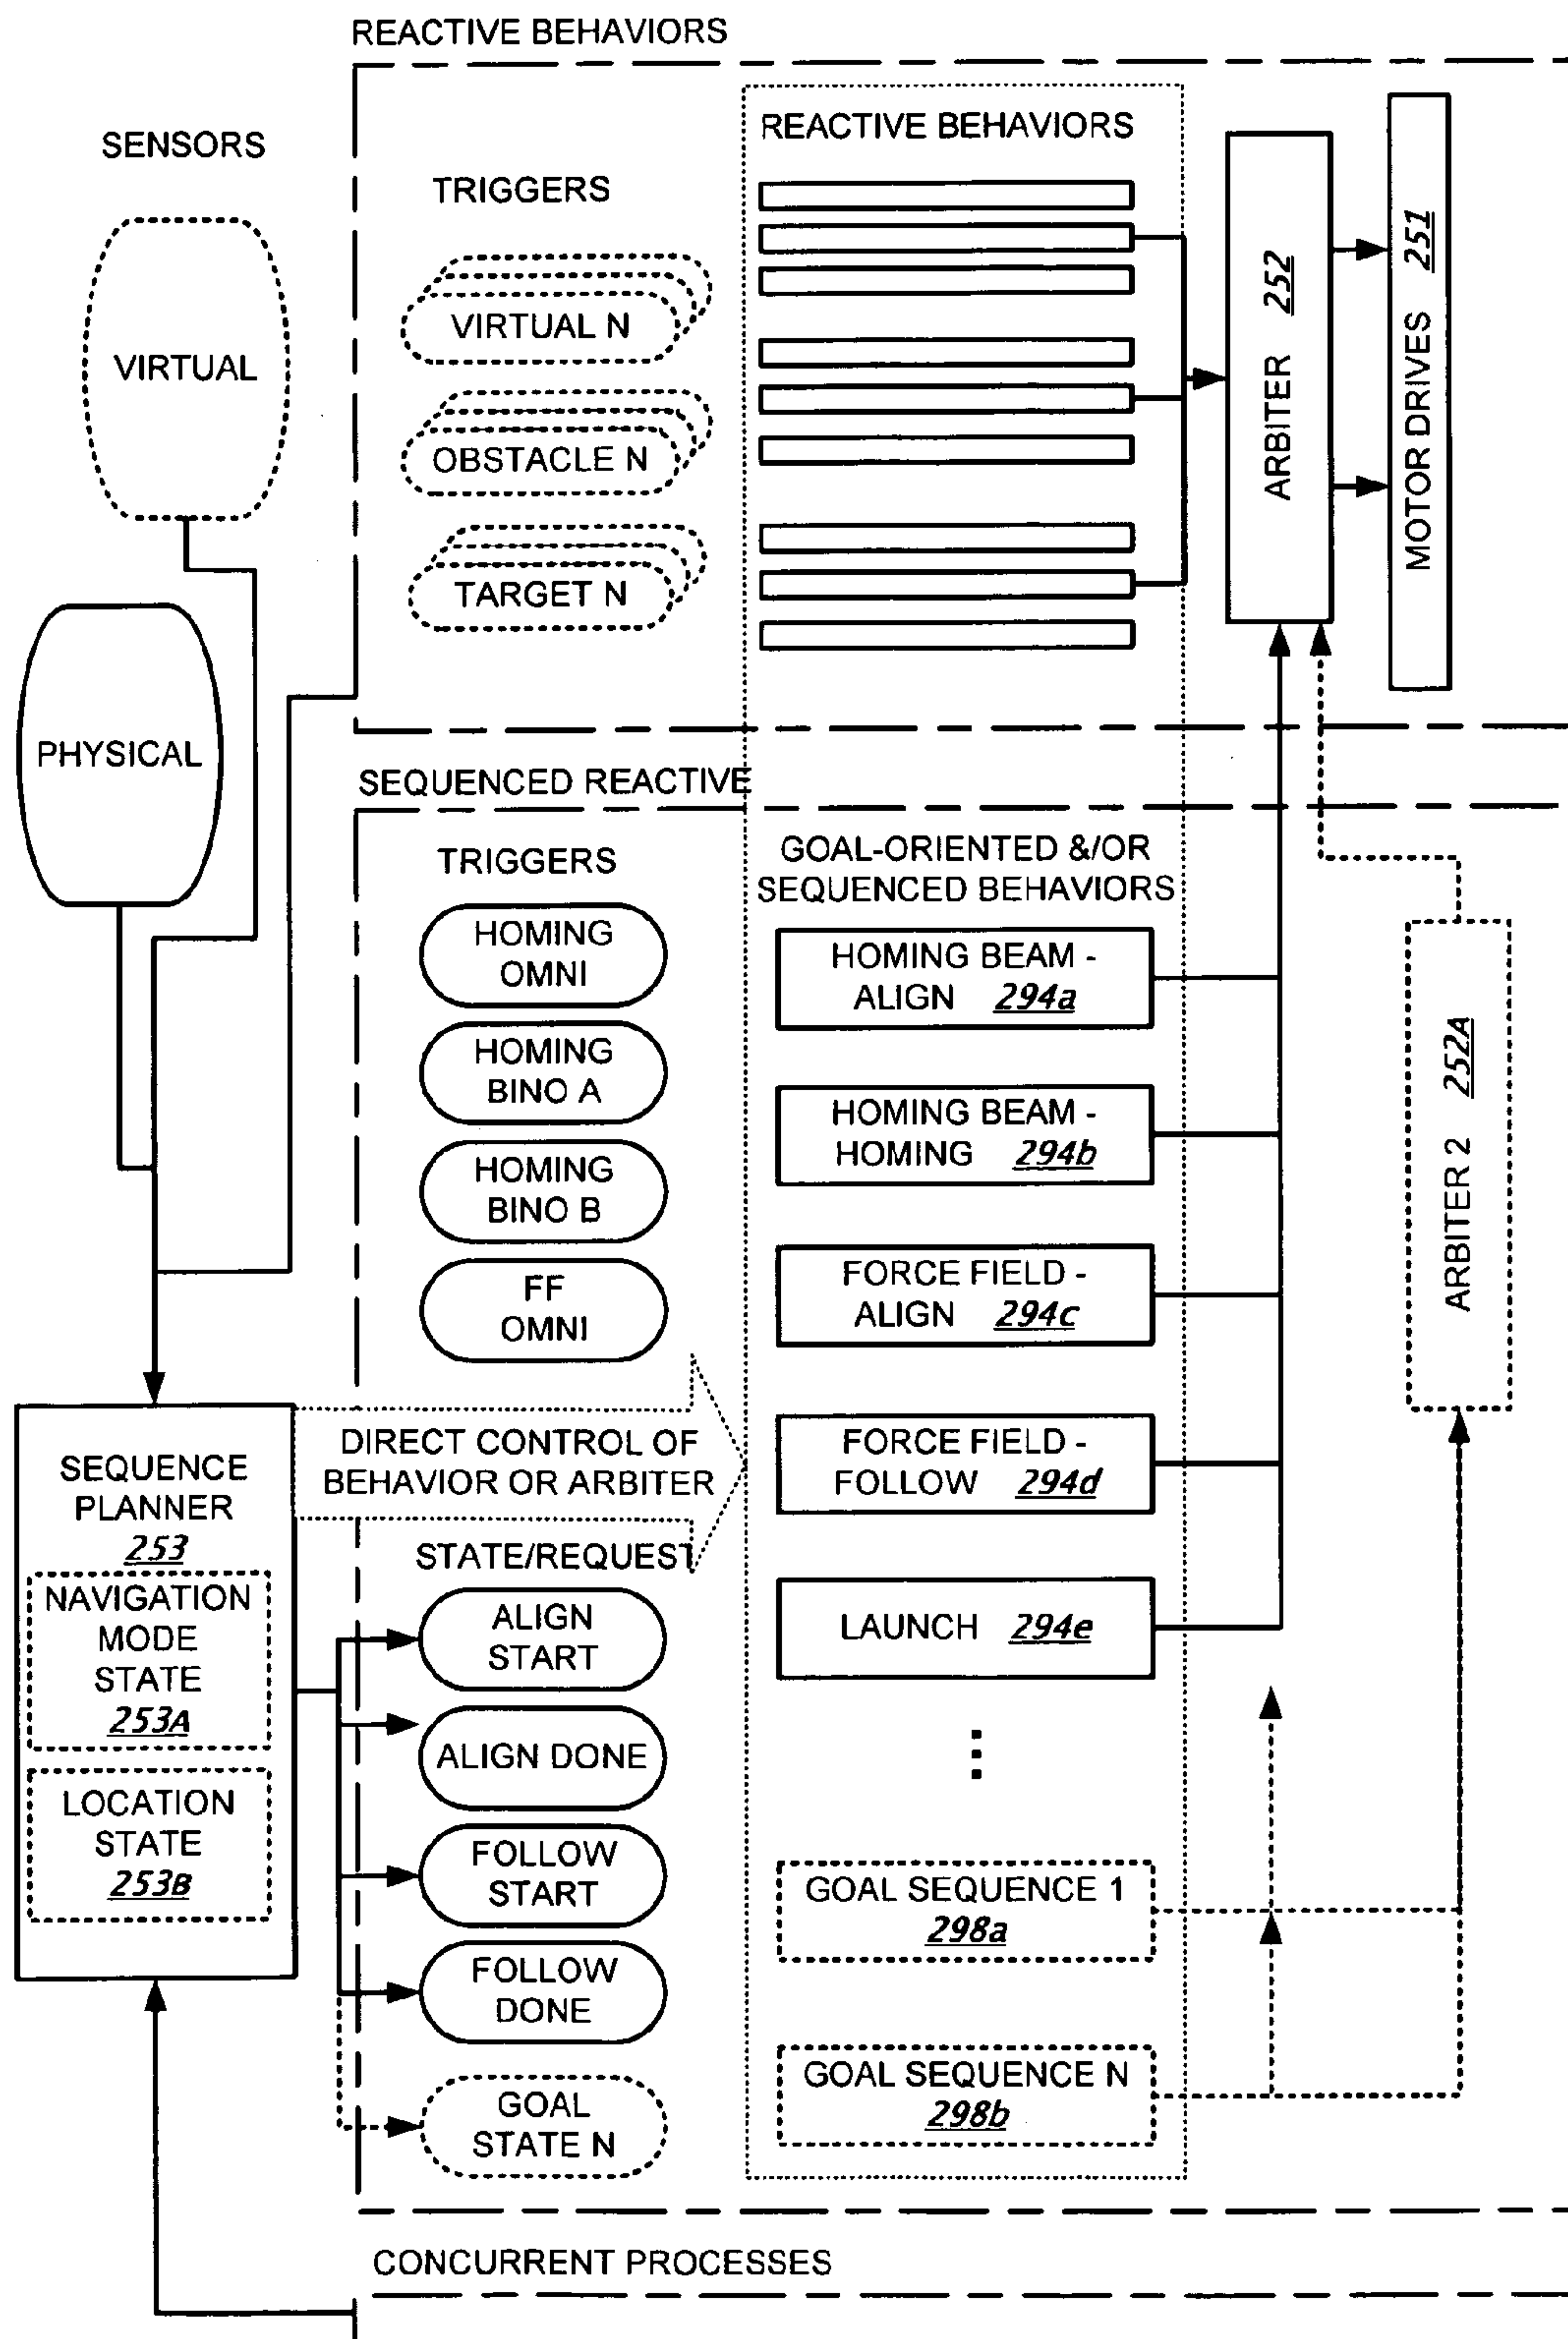 REACTIVE BEHAVIORS
SENSORS
VIRTUAL
PHYSICAL
TRIGGERS
VIRTUAL N
OBSTACLE N
TARGET N
REACTIVE BEHAVIORS
ARBITER 252
MOTOR DRIVES 251
SEQUENCED REACTIVE
TRIGGERS
HOMING
OMNI
HOMING
BINO A
HOMING
BINO B
FF
OMNI
GOAL-ORIENTED &/OR
SEQUENCED BEHAVIORS
HOMING BEAM -
ALIGN 294a
HOMING BEAM -
HOMING 294b
FORCE FIELD -
ALIGN 294c
FORCE FIELD -
FOLLOW 294d
LAUNCH 294e
GOAL SEQUENCE 1
298a
GOAL SEQUENCE N
298b
ARBITER 2 252A
DIRECT CONTROL OF
BEHAVIOR OR ARBITER
SEQUENCE
PLANNER
253
NAVIGATION
MODE
STATE
253A
LOCATION
STATE
253B
STATE/REQUEST
ALIGN
START
ALIGN DONE
FOLLOW
START
FOLLOW
DONE
GOAL
STATE N
CONCURRENT PROCESSES